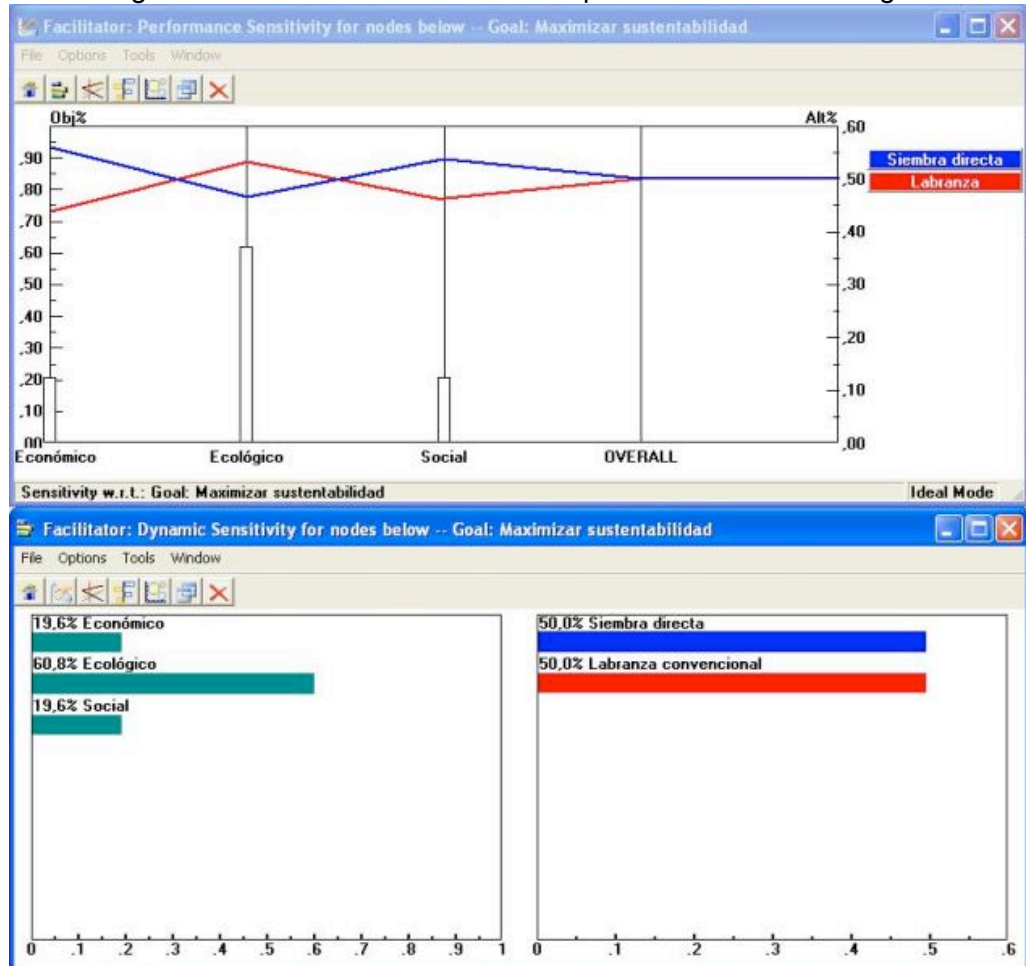 Facilitator: Performance Sensitivity for nodes below -- Goal: Maximizar sustentabilidad
File Options Tools Window
Obj%
Alt%
,90
,80
,70
,60
,50
,40
,30
,20
,10
,00
,60
,50
,40
,30
,20
,10
,00
Siembra directa
Labranza
Económico Ecológico Social OVERALL
Sensitivity w.r.t.: Goal: Maximizar sustentabilidad Ideal Mode
Facilitator: Dynamic Sensitivity for nodes below -- Goal: Maximizar sustentabilidad
File Options Tools Window
19,6% Económico
60,8% Ecológico
19,6% Social
50,0% Siembra directa
50,0% Labranza convencional
0 .1 .2 .3 .4 .5 .6 .7 .8 .9 1
0 .1 .2 .3 .4 .5 .6